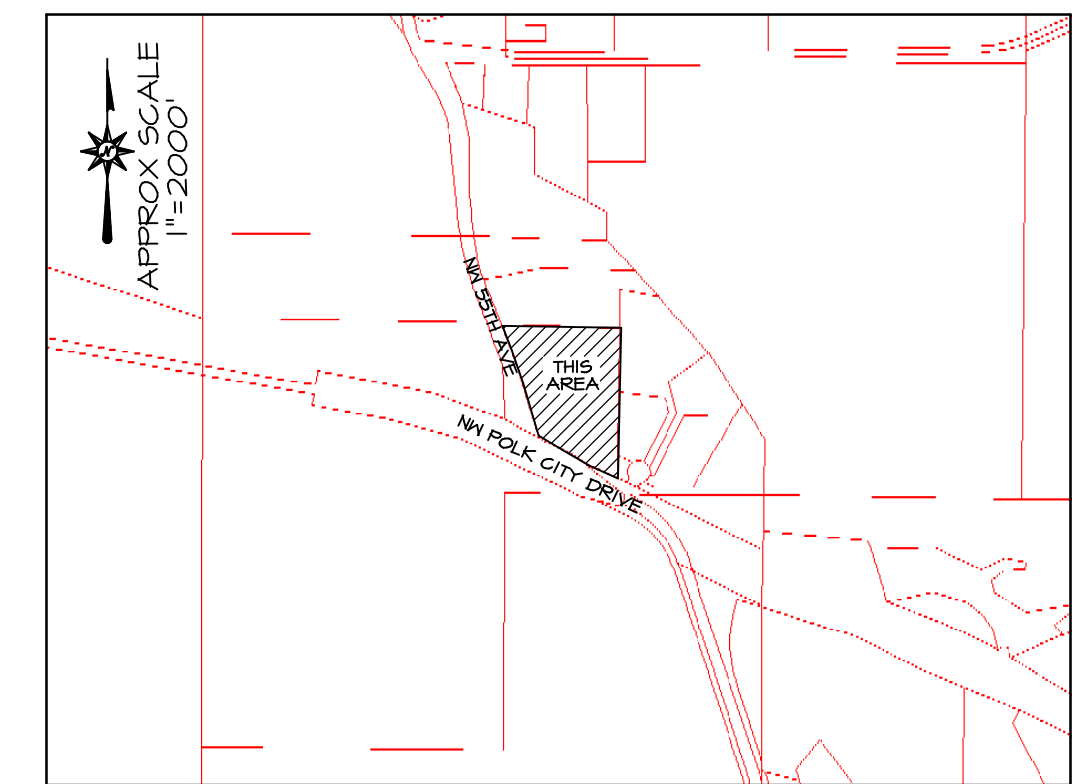 APPROX SCALE
1"=2000'
N
NW 55TH AVE
THIS
AREA
NW POLK CITY DRIVE